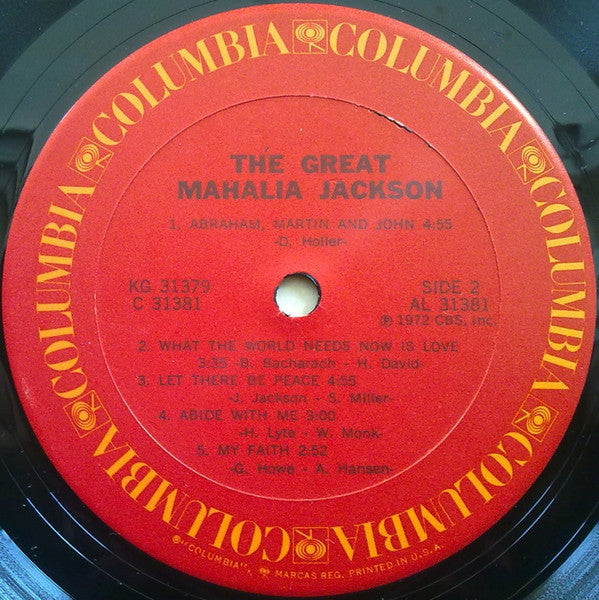 COLUMBIA COLUMBIA COLUMBIA COLUMBIA COLUMBIA COLUMBIA
THE GREAT
MAHALIA JACKSON
1. ABRAHAM, MARTIN AND JOHN 4:55
-D. Holler-
KG 31379
C 31381
SIDE 2
AL 31381
℗ 1972 CBS, Inc.
2. WHAT THE WORLD NEEDS NOW IS LOVE
3:35 B. Bacharach - H. David-
3. LET THERE BE PEACE 4:55
-J. Jackson - S. Miller-
4. ABIDE WITH ME 3:00
-H. Lyte - W. Monk-
5. MY FAITH 2:52
-G. Howe - A. Hansen-
®"COLUMBIA", MARCAS REG. PRINTED IN U.S.A.